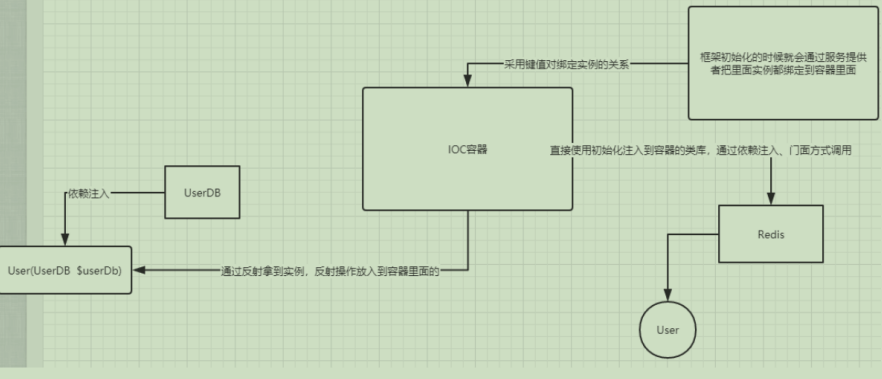 框架初始化的时候就会通过服务提供
者把里面实例都绑定到容器里面
采用键值对绑定实例的关系
IOC容器
直接使用初始化注入到容器的类库，通过依赖注入、门面方式调用
UserDB
依赖注入
Redis
User(UserDB $userDb)
通过反射拿到实例，反射操作放入到容器里面的
User